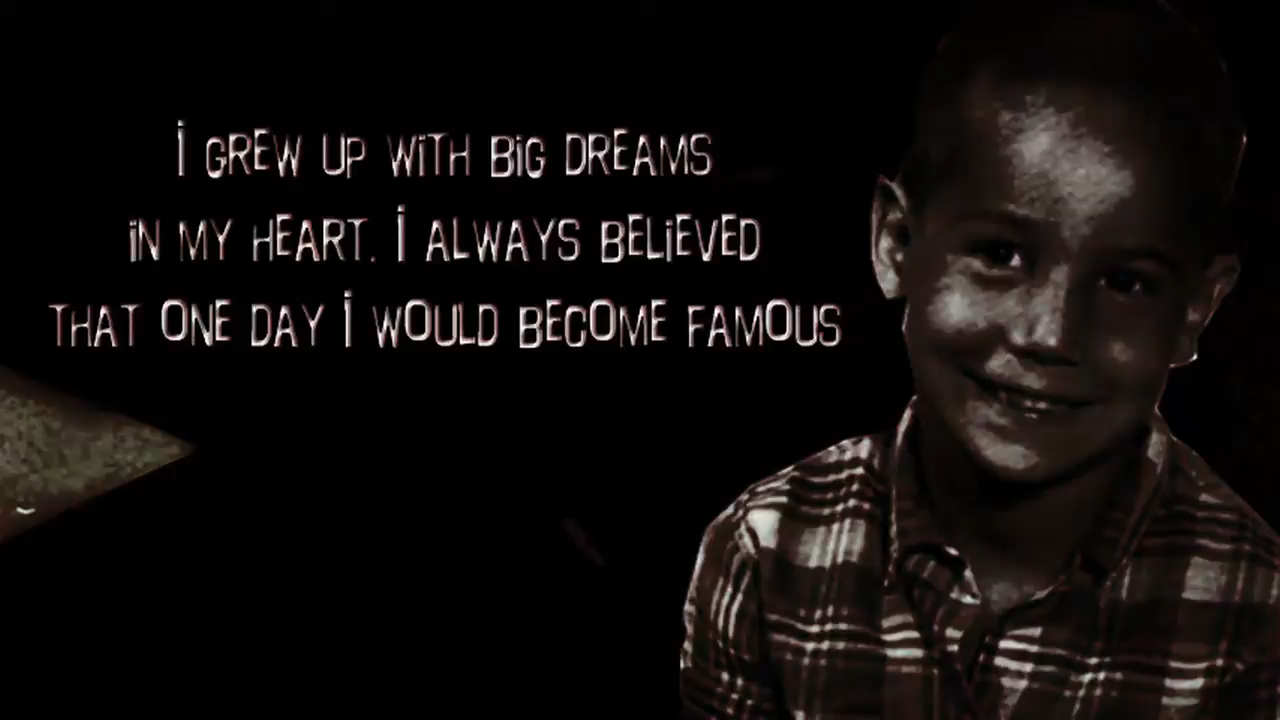 I GREW UP WITH BIG DREAMS
IN MY HEART. I ALWAYS BELIEVED
THAT ONE DAY I WOULD BECOME FAMOUS